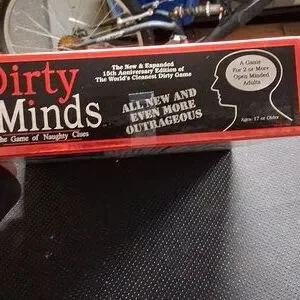 Dirty
Minds
The Game of Naughty Clues
The New & Expanded
15th Anniversary Edition of
The World's Cleanest Dirty Game
ALL NEW AND
EVEN MORE
OUTRAGEOUS
A Game
For 2 or More
Open Minded
Adults
Ages: 17 or Older